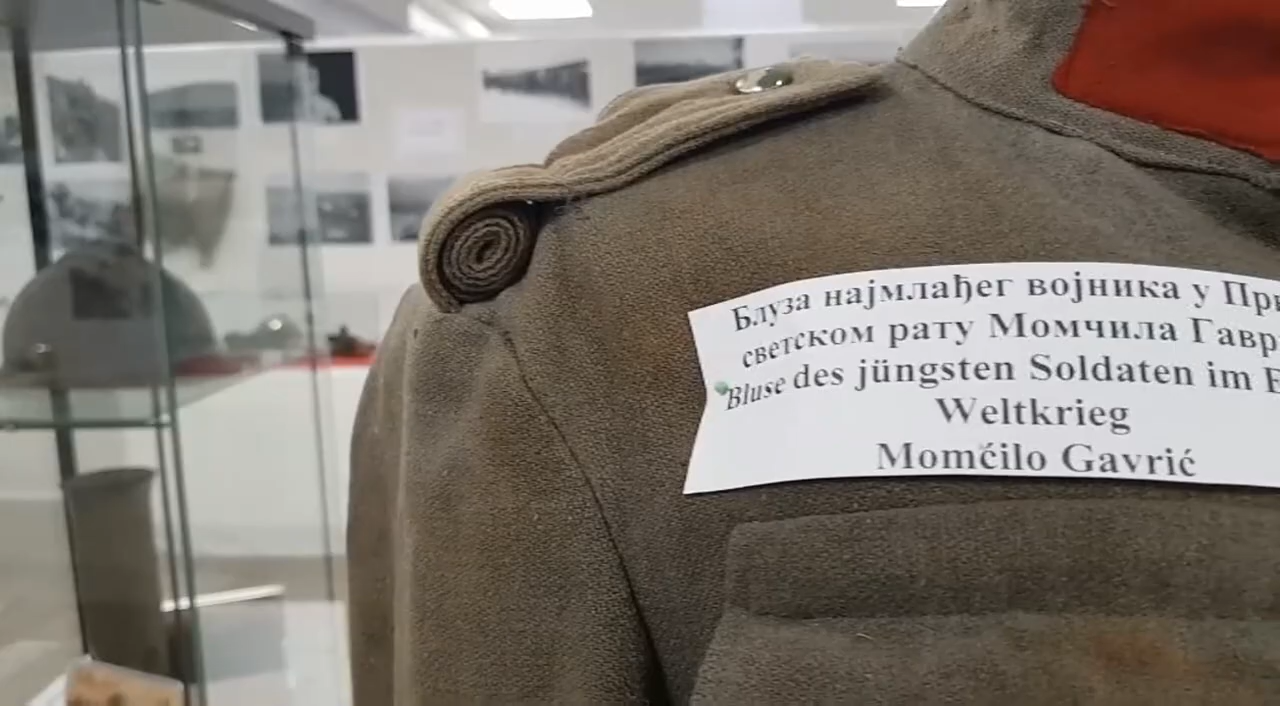 Блуза најмлађег војника у
светском рату Момчила
Bluse des jüngsten Soldaten im
Weltkrieg
Momčilo Gavrić